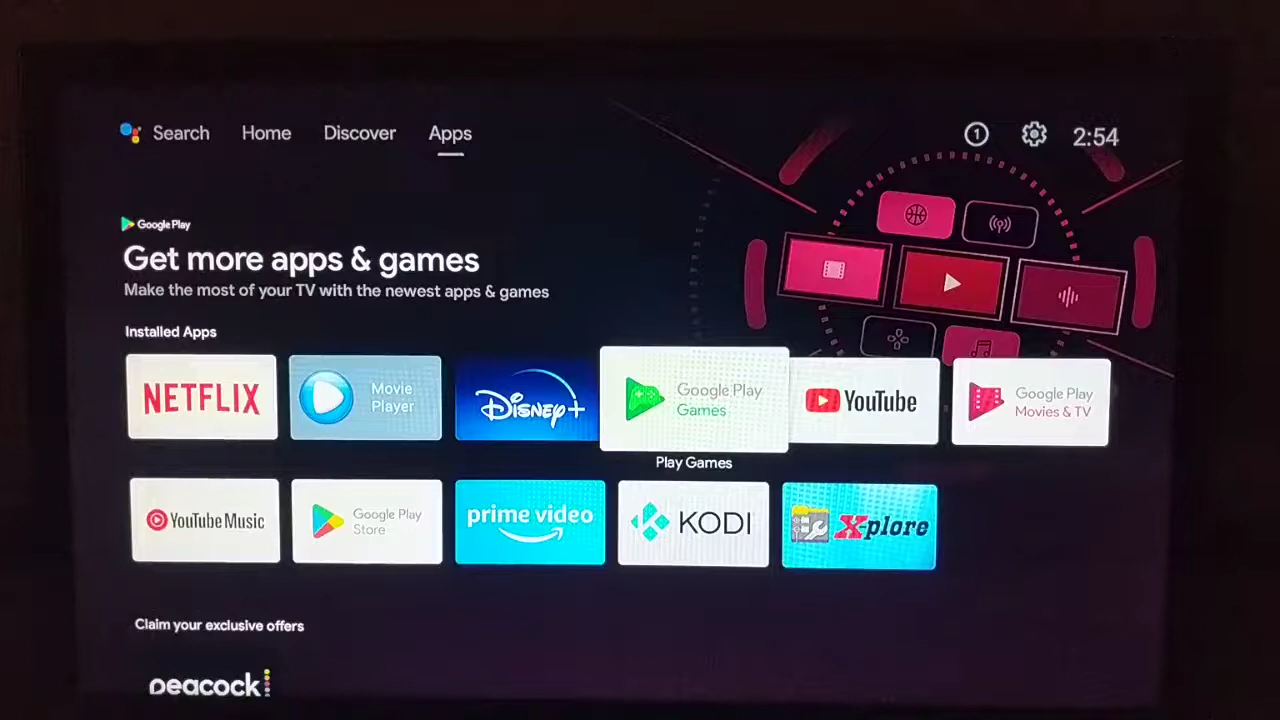 Search Home Discover Apps 1 2:54
Google Play
Get more apps & games
Make the most of your TV with the newest apps & games
Installed Apps
NETFLIX
Movie
Player
Disney+
Google Play
Games
YouTube
Google Play
Movies & TV
Play Games
YouTube Music
Google Play
Store
prime video
KODI
X-plore
Claim your exclusive offers
peacock